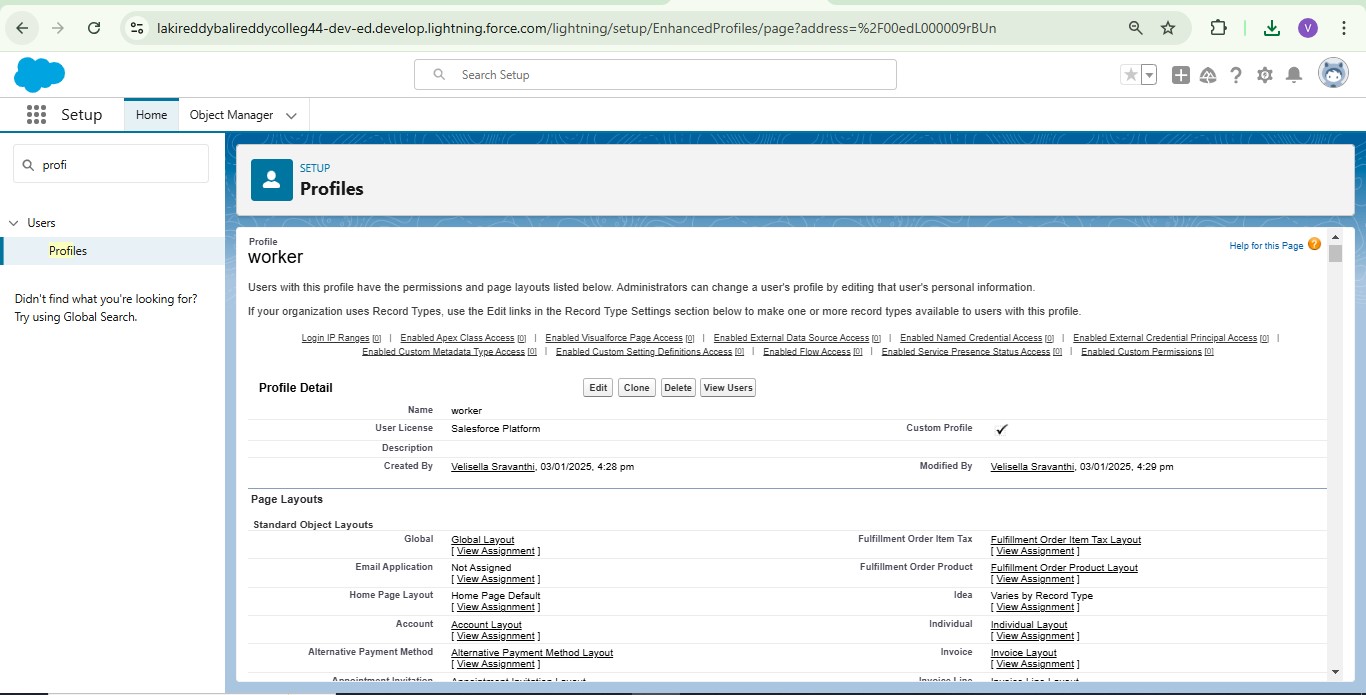 lakireddybalireddycolleg44-dev-ed.develop.lightning.force.com/lightning/setup/EnhancedProfiles/page?address=%2F00edL000009rBUn
V
Search Setup
Setup
Home
Object Manager
profi
Users
Profiles
Didn't find what you're looking for?
Try using Global Search.
SETUP
Profiles
Profile
worker
Help for this Page
Users with this profile have the permissions and page layouts listed below. Administrators can change a user's profile by editing that user's personal information.
If your organization uses Record Types, use the Edit links in the Record Type Settings section below to make one or more record types available to users with this profile.
Login IP Ranges [0] | Enabled Apex Class Access [0] | Enabled Visualforce Page Access [0] | Enabled External Data Source Access [0] | Enabled Named Credential Access [0] | Enabled External Credential Principal Access [0] |
Enabled Custom Metadata Type Access [0] | Enabled Custom Setting Definitions Access [0] | Enabled Flow Access [0] | Enabled Service Presence Status Access [0] | Enabled Custom Permissions [0]
Profile Detail Edit Clone Delete View Users
Name worker
User License Salesforce Platform Custom Profile ✓
Description
Created By Velisella Sravanthi, 03/01/2025, 4:28 pm Modified By Velisella Sravanthi, 03/01/2025, 4:29 pm
Page Layouts
Standard Object Layouts
Global Global Layout Fulfillment Order Item Tax Fulfillment Order Item Tax Layout
[ View Assignment ] [ View Assignment ]
Email Application Not Assigned Fulfillment Order Product Fulfillment Order Product Layout
[ View Assignment ] [ View Assignment ]
Home Page Layout Home Page Default Idea Varies by Record Type
[ View Assignment ] [ View Assignment ]
Account Account Layout Individual Individual Layout
[ View Assignment ] [ View Assignment ]
Alternative Payment Method Alternative Payment Method Layout Invoice Invoice Layout
[ View Assignment ] [ View Assignment ]
Appointment Invitation Appointment Invitation Layout Invoice Line Invoice Line Layout